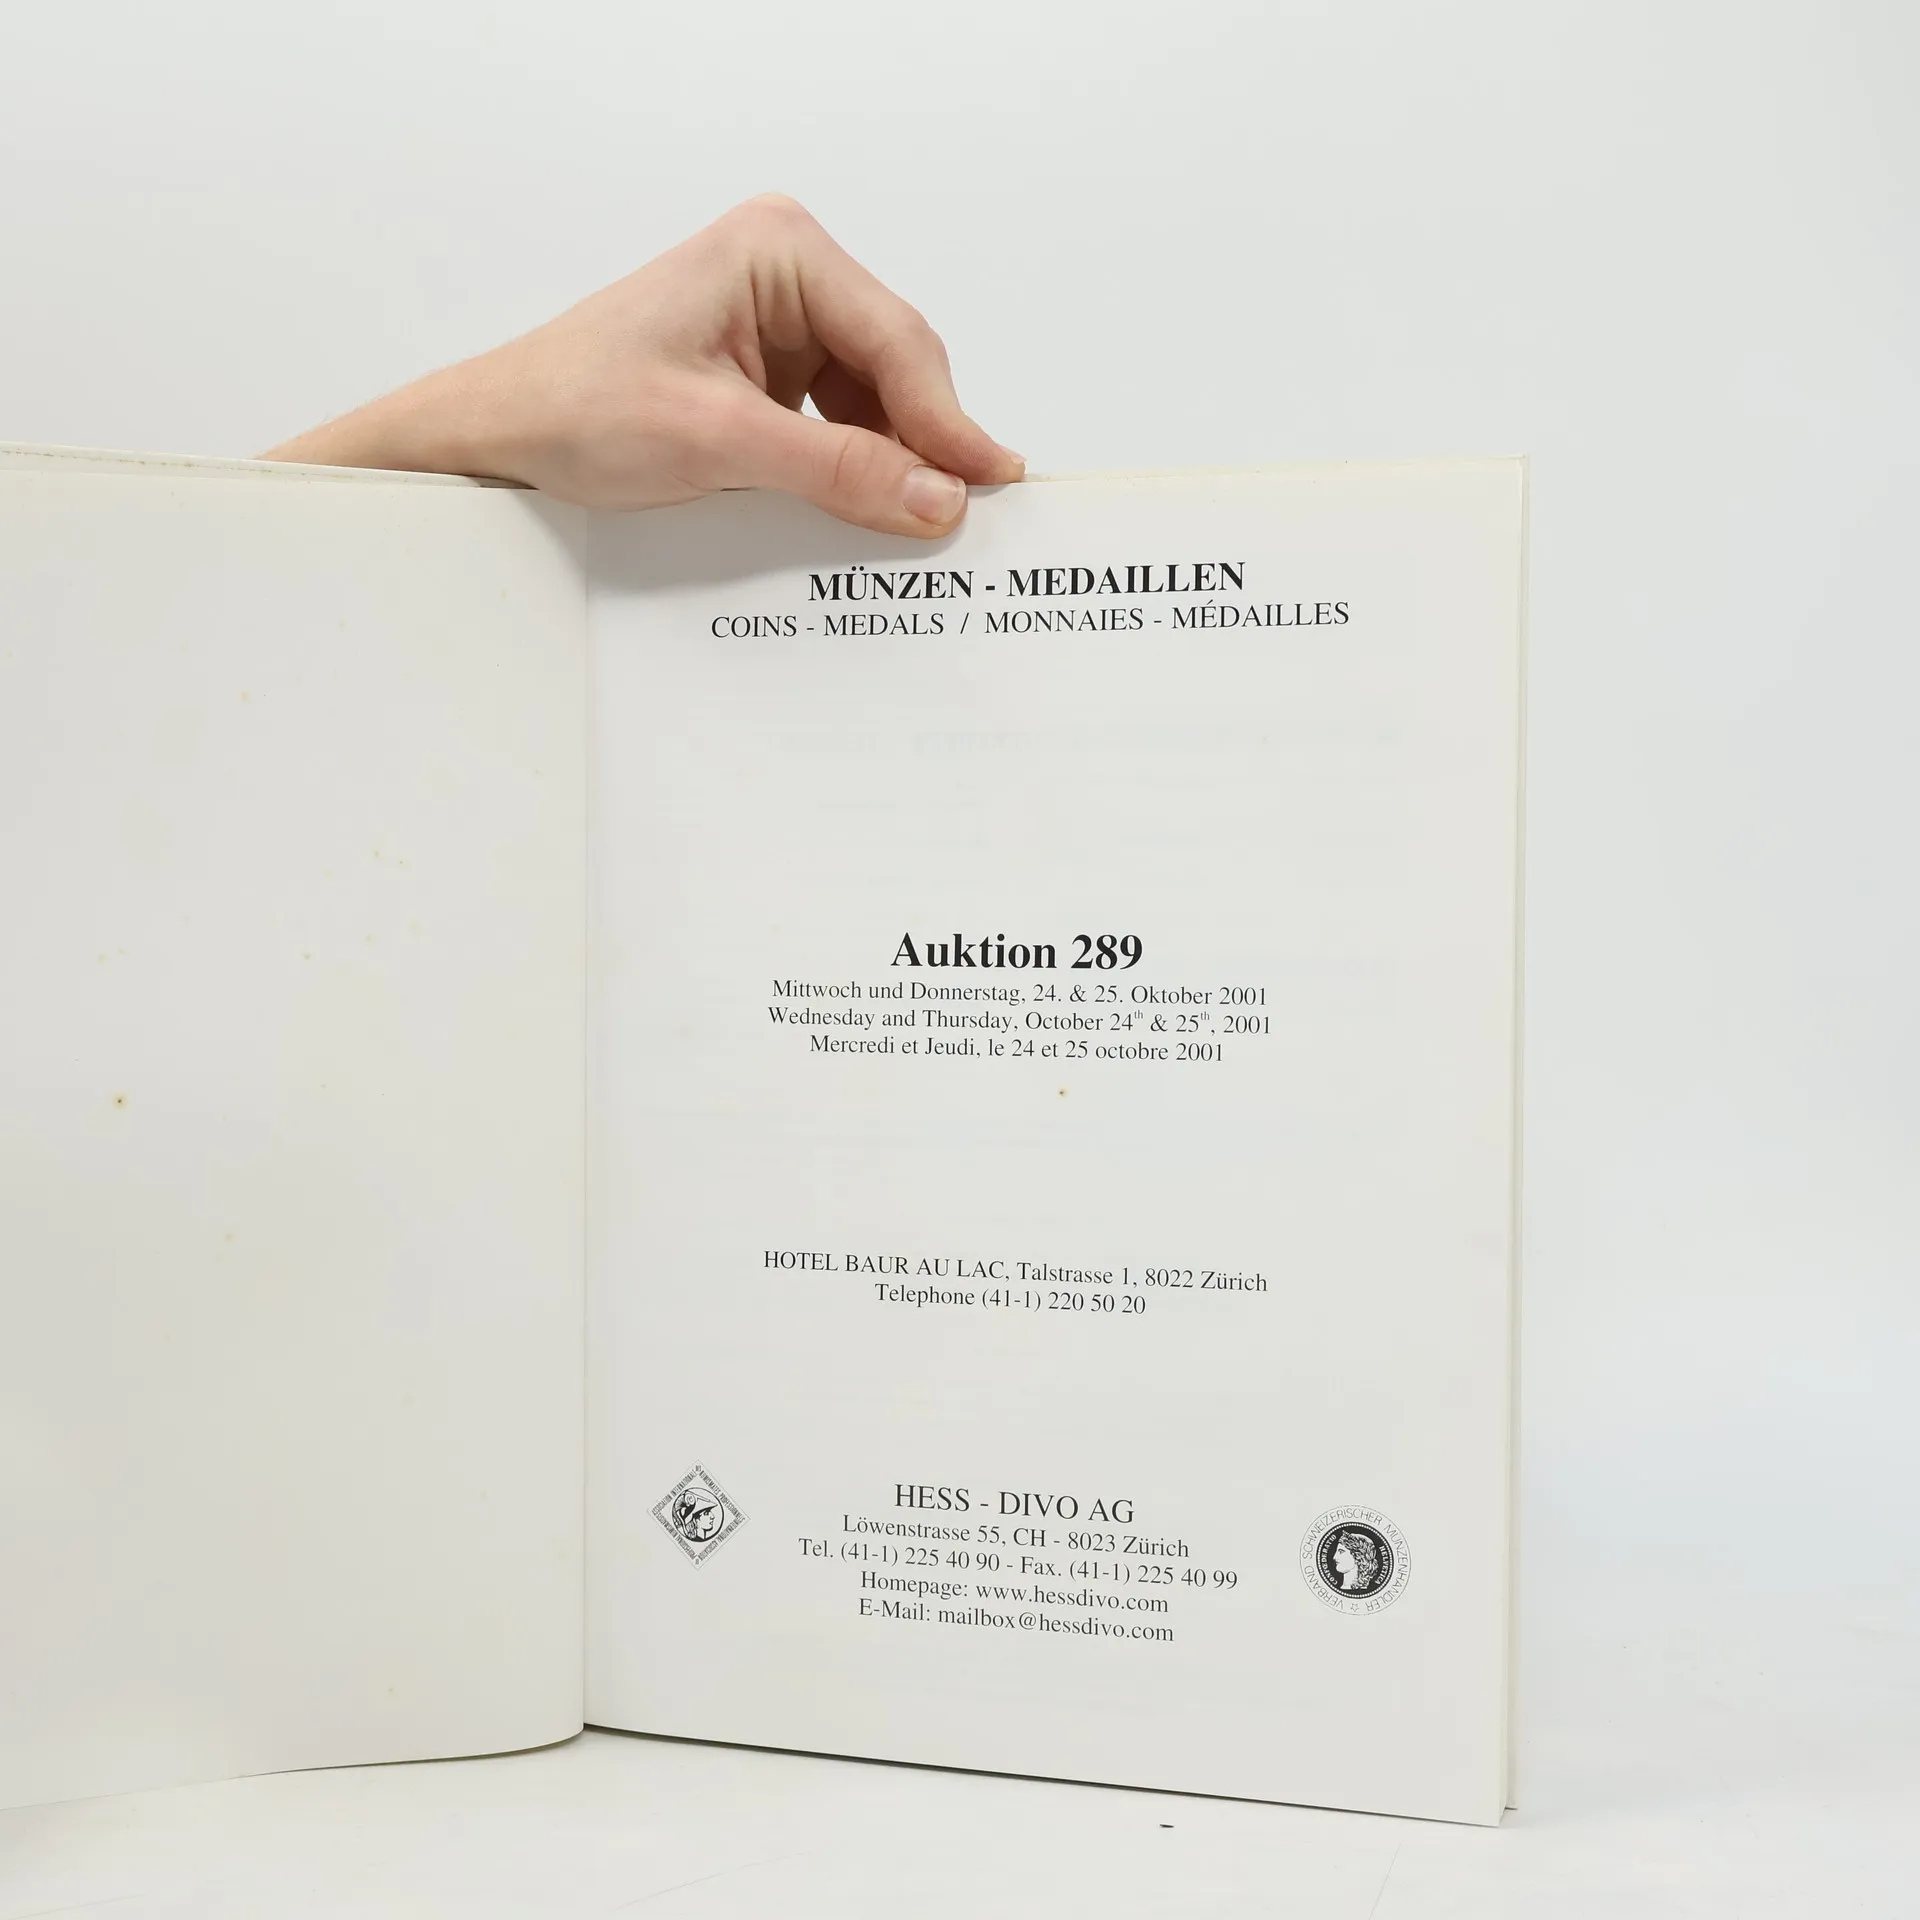 MÜNZEN - MEDAILLEN
COINS - MEDALS / MONNAIES - MÉDAILLES
Auktion 289
Mittwoch und Donnerstag, 24. & 25. Oktober 2001
Wednesday and Thursday, October 24th & 25th, 2001
Mercredi et Jeudi, le 24 et 25 octobre 2001
HOTEL BAUR AU LAC, Talstrasse 1, 8022 Zürich
Telephone (41-1) 220 50 20
HESS - DIVO AG
Löwenstrasse 55, CH - 8023 Zürich
Tel. (41-1) 225 40 90 - Fax. (41-1) 225 40 99
Homepage: www.hessdivo.com
E-Mail: mailbox@hessdivo.com
VERBAND SCHWEIZERISCHER MÜNZENHÄNDLER